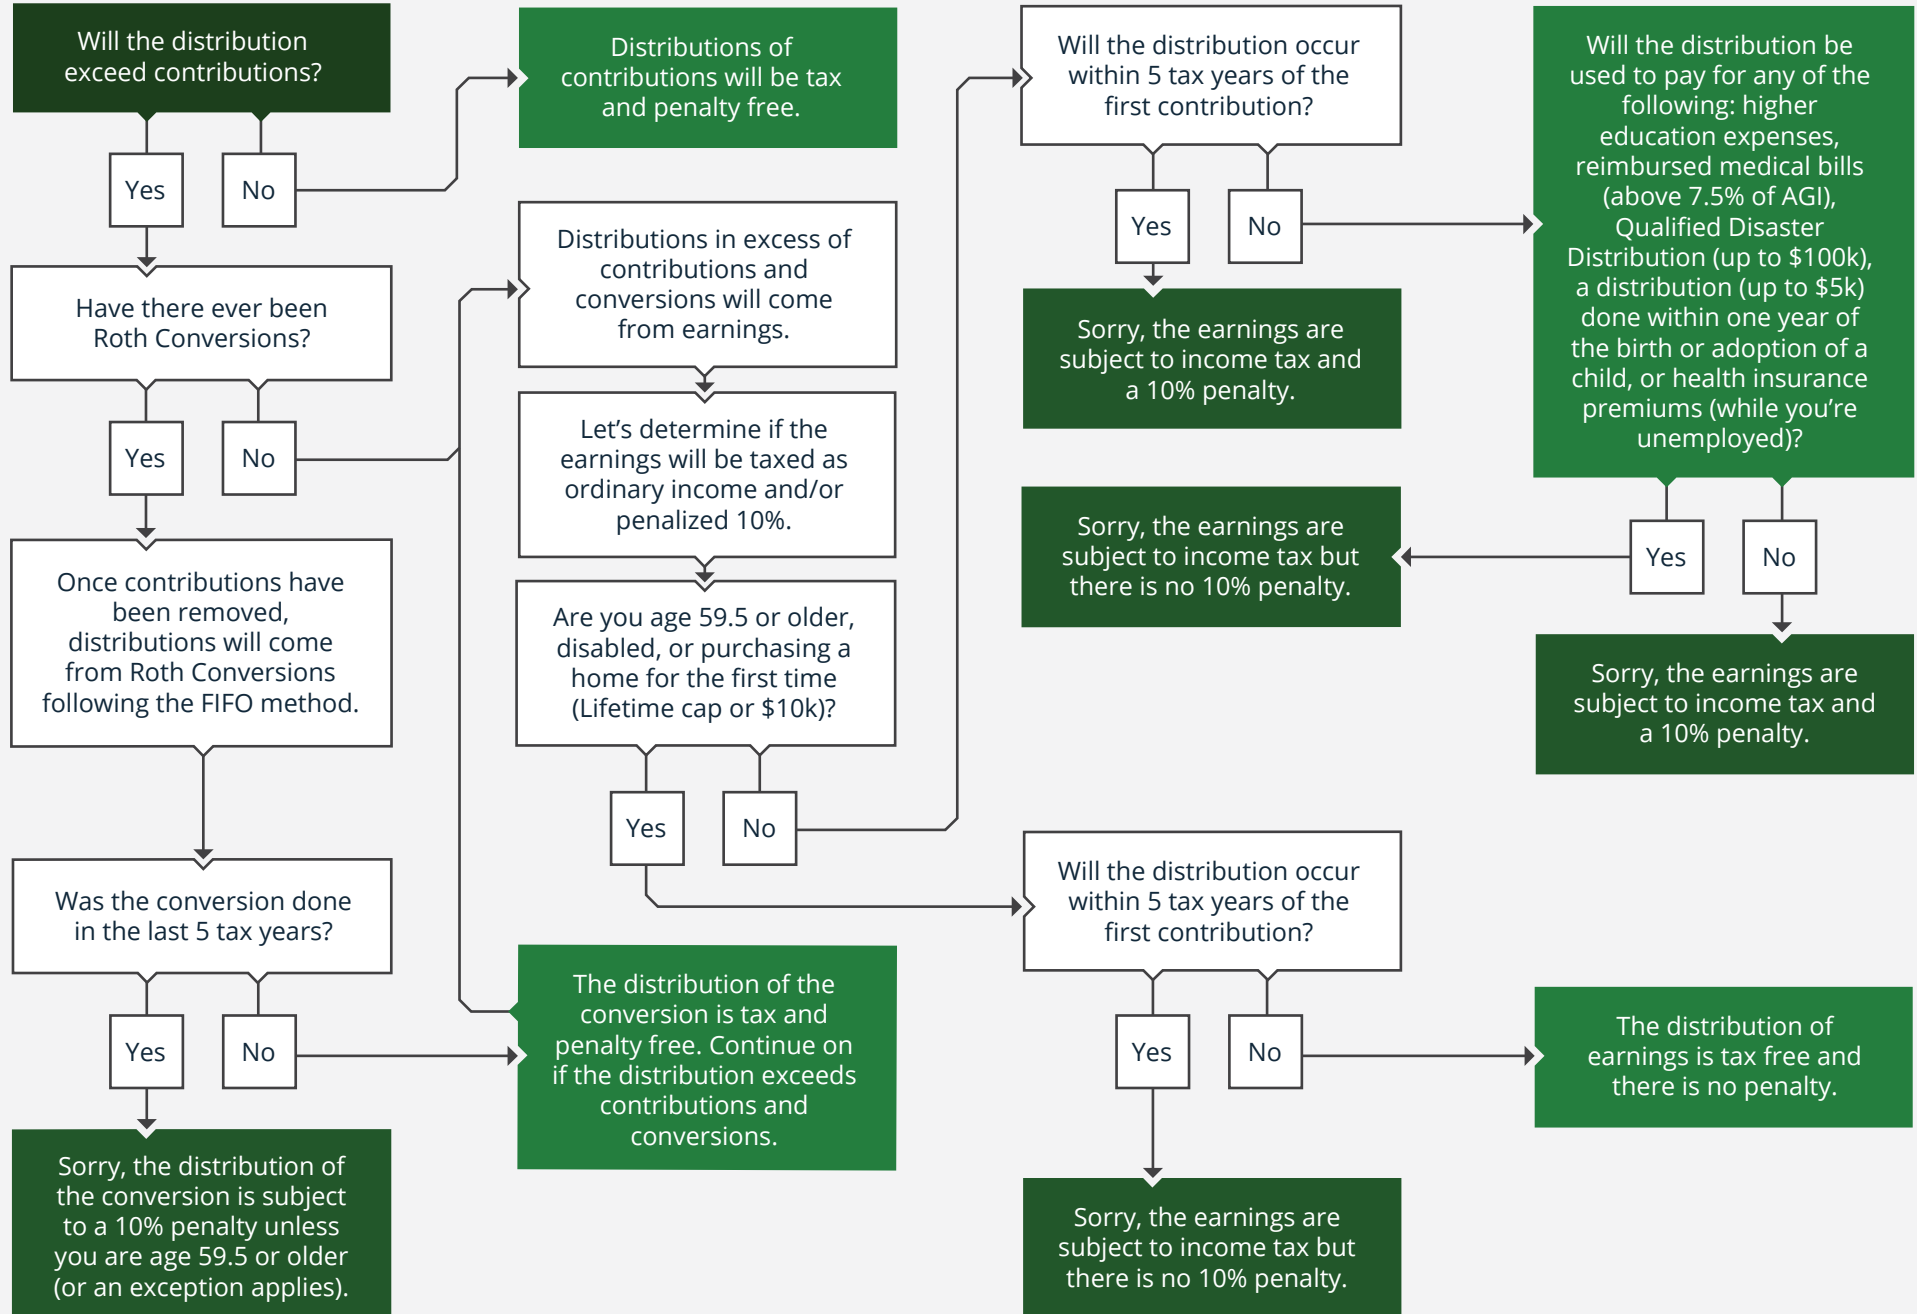 Will the distribution
exceed contributions?
Yes
No
Distributions of
contributions will be tax
and penalty free.
Have there ever been
Roth Conversions?
Yes
No
Once contributions have
been removed,
distributions will come
from Roth Conversions
following the FIFO method.
Was the conversion done
in the last 5 tax years?
Yes
No
Sorry, the distribution of
the conversion is subject
to a 10% penalty unless
you are age 59.5 or older
(or an exception applies).
The distribution of the
conversion is tax and
penalty free. Continue on
if the distribution exceeds
contributions and
conversions.
Distributions in excess of
contributions and
conversions will come
from earnings.
Let’s determine if the
earnings will be taxed as
ordinary income and/or
penalized 10%.
Are you age 59.5 or older,
disabled, or purchasing a
home for the first time
(Lifetime cap or $10k)?
Yes
No
Will the distribution occur
within 5 tax years of the
first contribution?
Yes
No
Sorry, the earnings are
subject to income tax and
a 10% penalty.
Will the distribution be
used to pay for any of the
following: higher
education expenses,
reimbursed medical bills
(above 7.5% of AGI),
Qualified Disaster
Distribution (up to $100k),
a distribution (up to $5k)
done within one year of
the birth or adoption of a
child, or health insurance
premiums (while you’re
unemployed)?
Yes
No
Sorry, the earnings are
subject to income tax but
there is no 10% penalty.
Sorry, the earnings are
subject to income tax and
a 10% penalty.
Will the distribution occur
within 5 tax years of the
first contribution?
Yes
No
Sorry, the earnings are
subject to income tax but
there is no 10% penalty.
The distribution of
earnings is tax free and
there is no penalty.